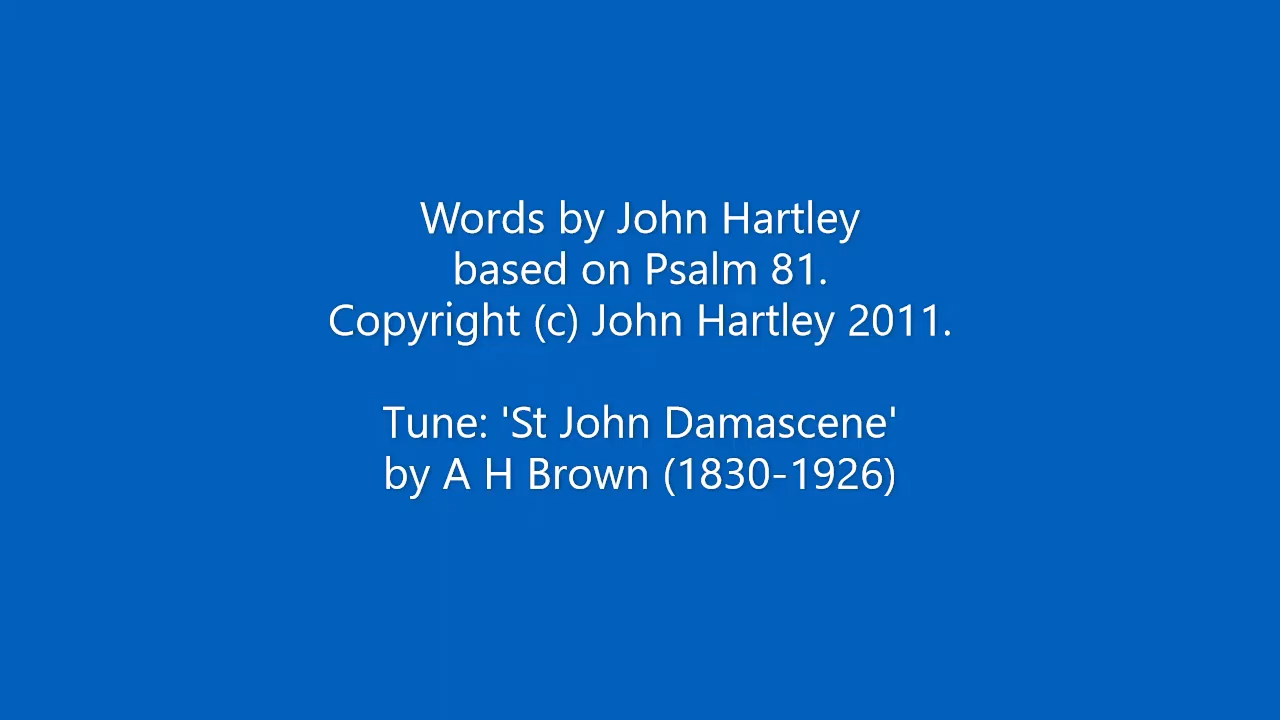 Words by John Hartley
based on Psalm 81.
Copyright (c) John Hartley 2011.
Tune: 'St John Damascene'
by A H Brown (1830-1926)